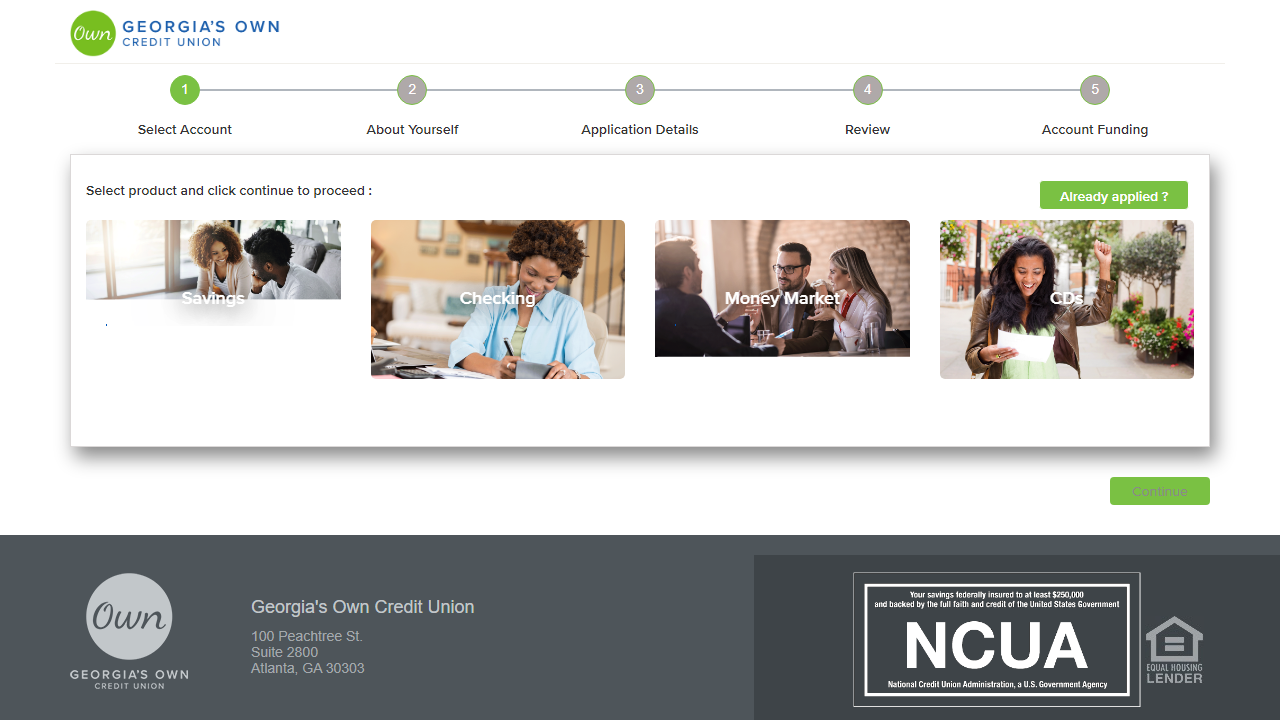 Own
GEORGIA'S OWN
CREDIT UNION
1
2
3
4
5
Select Account
About Yourself
Application Details
Review
Account Funding
Select product and click continue to proceed :
Already applied ?
Savings
Checking
Money Market
CDs
Continue
Own
GEORGIA'S OWN
CREDIT UNION
Georgia's Own Credit Union
100 Peachtree St.
Suite 2800
Atlanta, GA 30303
Your savings federally insured to at least $250,000
and backed by the full faith and credit of the United States Government
NCUA
National Credit Union Administration, a U.S. Government Agency
EQUAL HOUSING
LENDER